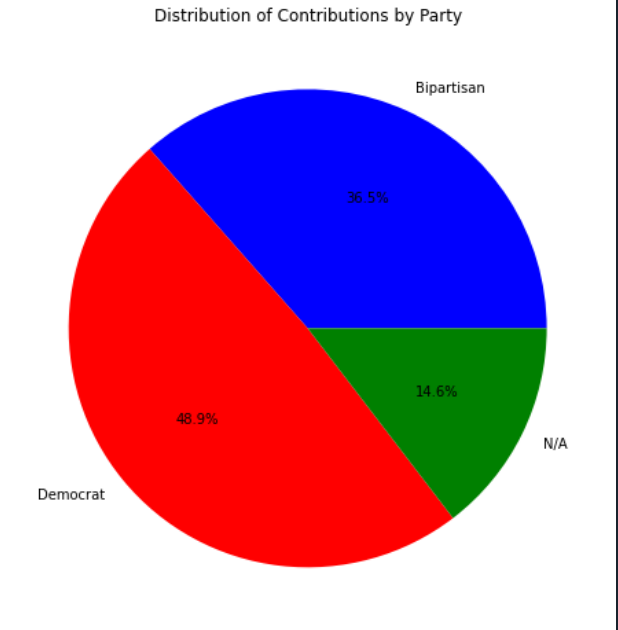 Distribution of Contributions by Party
Bipartisan
36.5%
14.6%
48.9%
N/A
Democrat